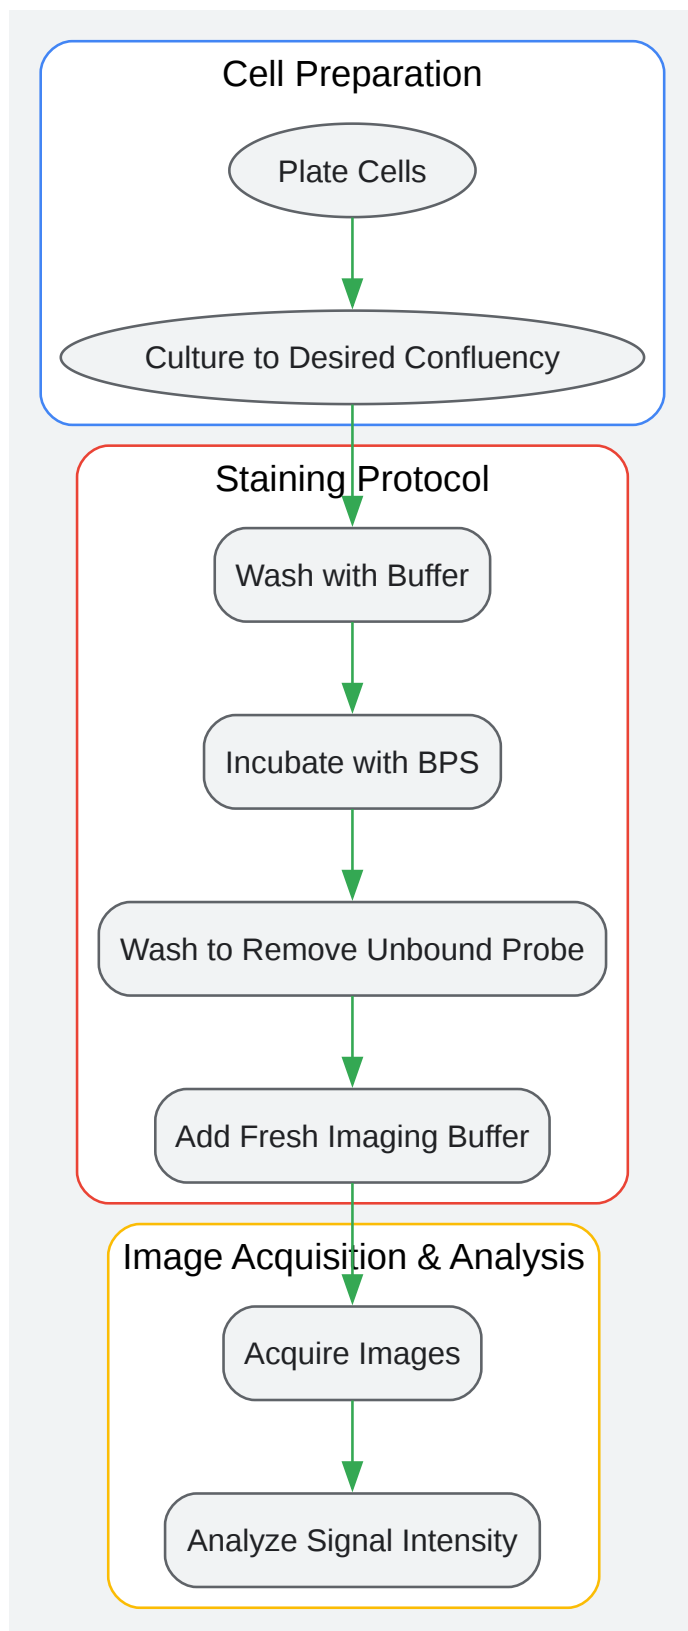 Cell Preparation
Plate Cells
Culture to Desired Confluency
Staining Protocol
Wash with Buffer
Incubate with BPS
Wash to Remove Unbound Probe
Add Fresh Imaging Buffer
Image Acquisition & Analysis
Acquire Images
Analyze Signal Intensity